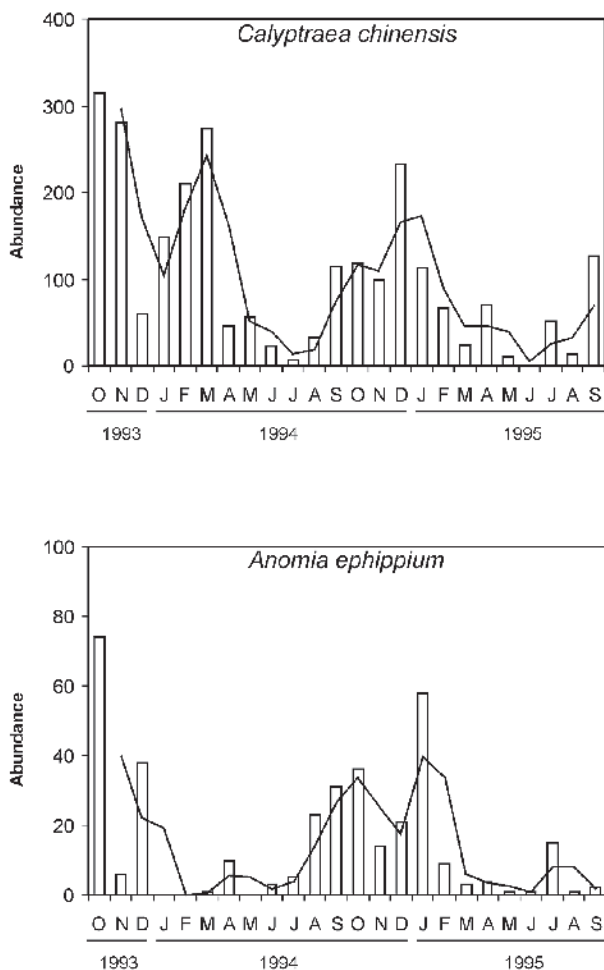 Calyptraea chinensis
400
300
200
100
0
Abundance
O N D J F M A M J J A S O N D J F M A M J J A S
1993 1994 1995
Anomia ephippium
100
80
60
40
20
0
Abundance
O N D J F M A M J J A S O N D J F M A M J J A S
1993 1994 1995